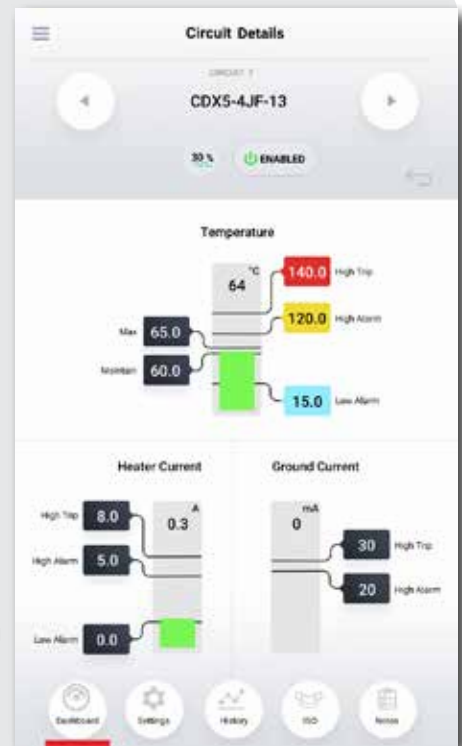 Circuit Details
CDX5-4JF-13
30 %
ENABLED
Temperature
°C
64
140.0 High Trip
120.0 High Alarm
Max 65.0
Maintain 60.0
15.0 Low Alarm
Heater Current
Ground Current
A
0.3
mA
0
High Trip 8.0
High Alarm 5.0
30 High Trip
20 High Alarm
Low Alarm 0.0
Dashboard
Settings
History
Notes